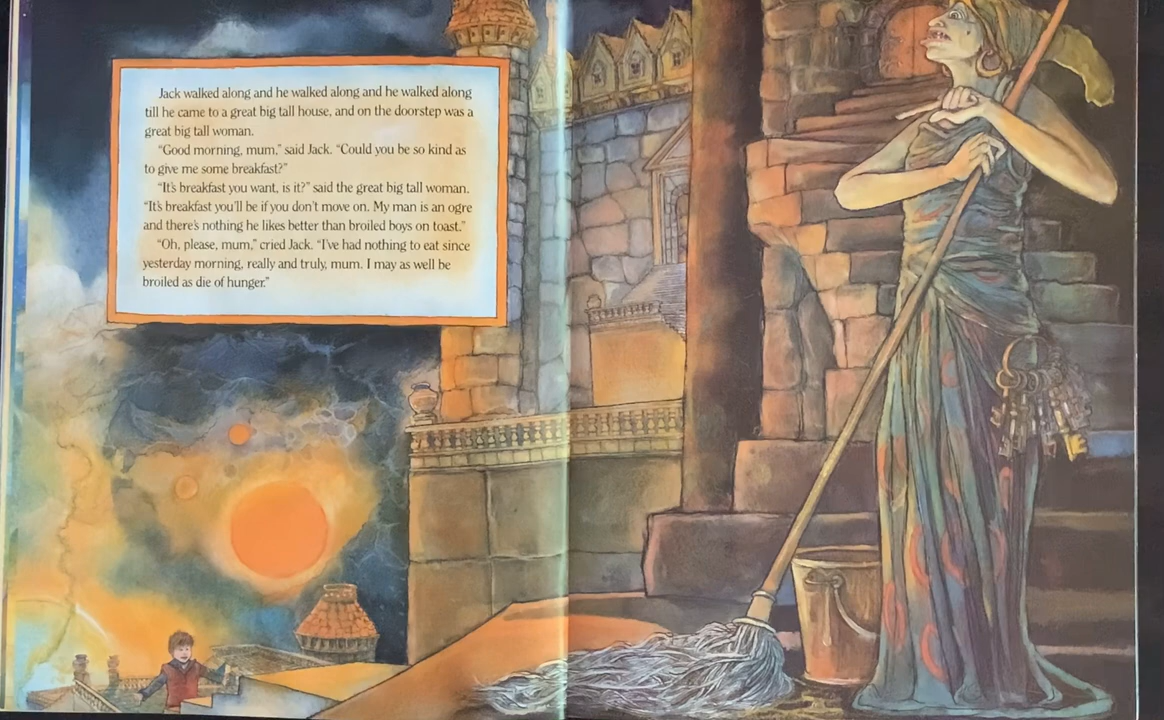 Jack walked along and he walked along and he walked along
till he came to a great big tall house, and on the doorstep was a
great big tall woman.
“Good morning, mum,” said Jack. “Could you be so kind as
to give me some breakfast?”
“It's breakfast you want, is it?” said the great big tall woman.
“It's breakfast you'll be if you don't move on. My man is an ogre
and there's nothing he likes better than broiled boys on toast.”
“Oh, please, mum,” cried Jack. “I've had nothing to eat since
yesterday morning, really and truly, mum. I may as well be
broiled as die of hunger.”